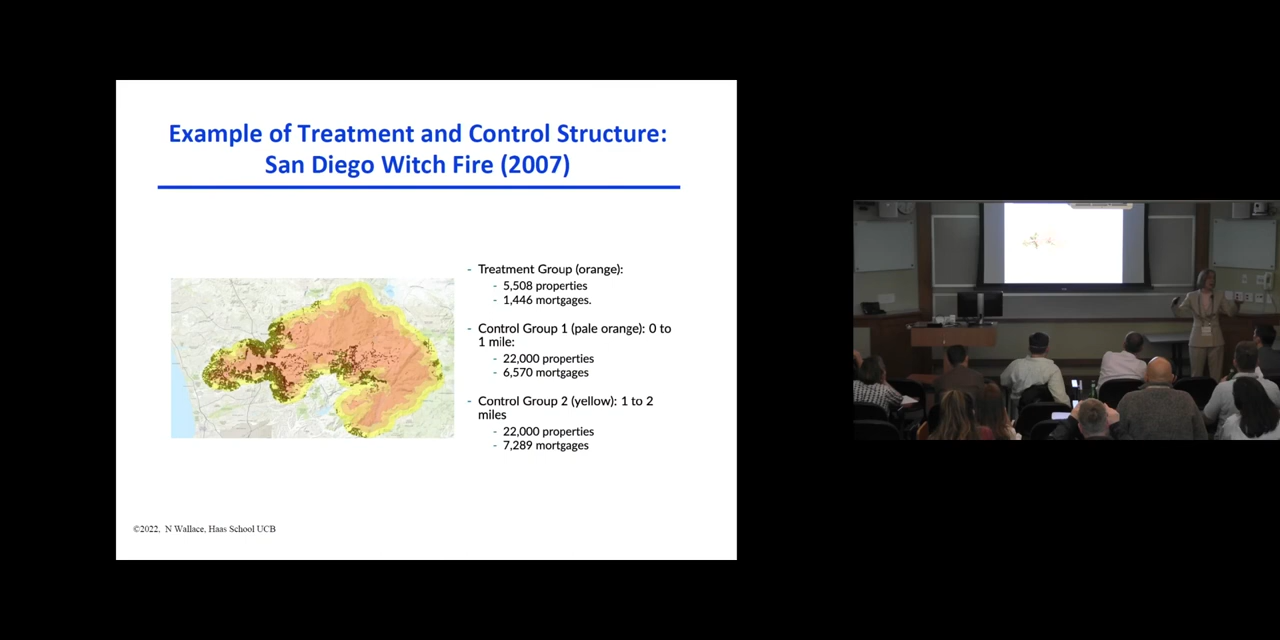 Example of Treatment and Control Structure:
San Diego Witch Fire (2007)
- Treatment Group (orange):
- 5,508 properties
- 1,446 mortgages.
- Control Group 1 (pale orange): 0 to
1 mile:
- 22,000 properties
- 6,570 mortgages
- Control Group 2 (yellow): 1 to 2
miles
- 22,000 properties
- 7,289 mortgages
©2022, N Wallace, Haas School UCB